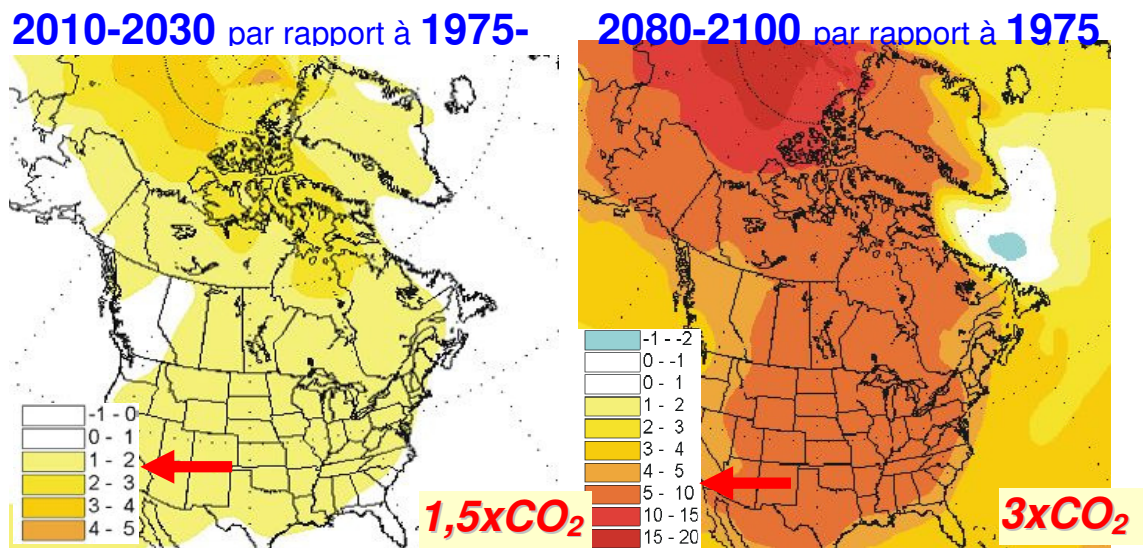 2010-2030 par rapport à 1975-
2080-2100 par rapport à 1975
-1 - 0
0 - 1
1 - 2
2 - 3
3 - 4
4 - 5
1,5xCO2
-1 - -2
0 - -1
0 - 1
1 - 2
2 - 3
3 - 4
4 - 5
5 - 10
10 - 15
15 - 20
3xCO2